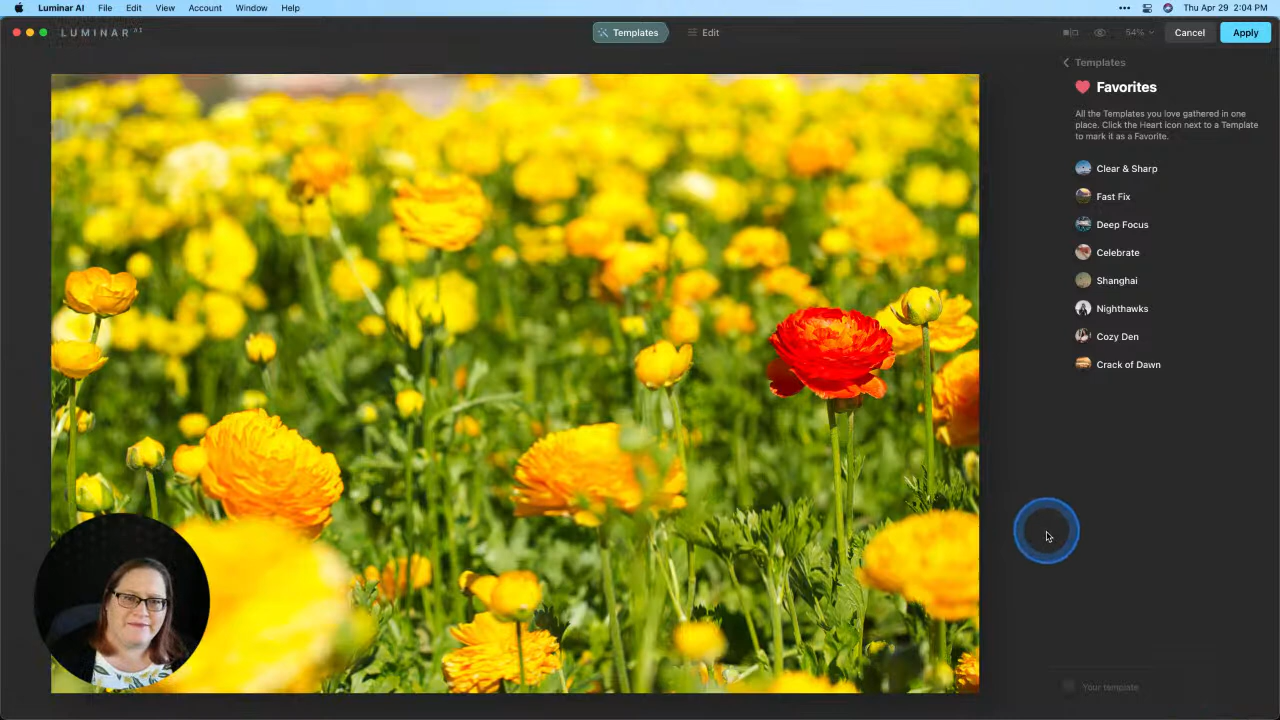 Luminar AI File Edit View Account Window Help Thu Apr 29 2:04 PM
LUMINAR AI Templates Edit 54% Cancel Apply
Templates
Favorites
All the Templates you love gathered in one
place. Click the Heart icon next to a Template
to mark it as a Favorite.
Clear & Sharp
Fast Fix
Deep Focus
Celebrate
Shanghai
Nighthawks
Cozy Den
Crack of Dawn
Your template